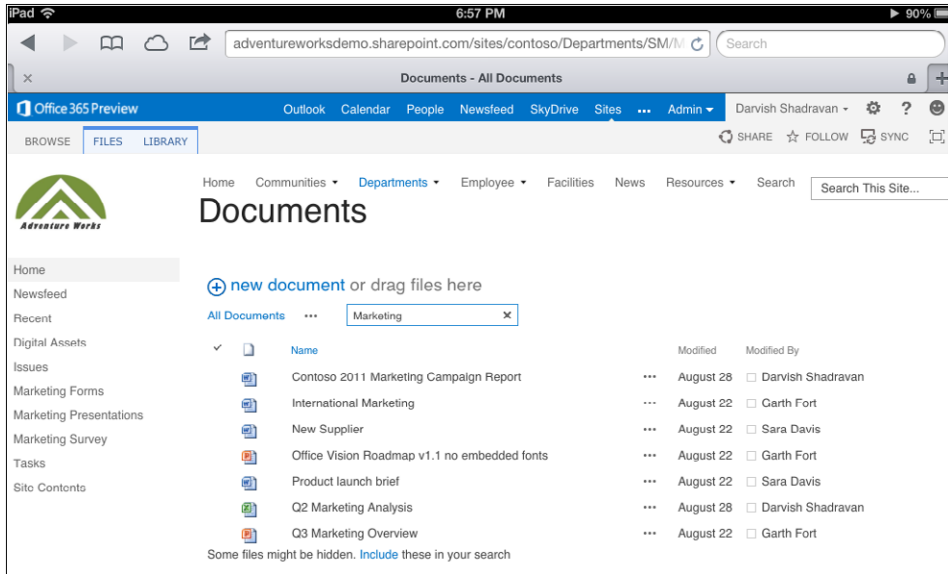 iPad 6:57 PM 90%
adventureworksdemo.sharepoint.com/sites/contoso/Departments/SM/M Search
Documents - All Documents
Office 365 Preview Outlook Calendar People Newsfeed SkyDrive Sites ••• Admin Darvish Shadravan ?
BROWSE FILES LIBRARY SHARE FOLLOW SYNC
Home Communities Departments Employee Facilities News Resources Search Search This Site...
Adventure Works
Documents
Home
Newsfeed
Recent
Digital Assets
Issues
Marketing Forms
Marketing Presentations
Marketing Survey
Tasks
Site Contents
new document or drag files here
All Documents ••• Marketing
Name Modified Modified By
Contoso 2011 Marketing Campaign Report ••• August 28 Darvish Shadravan
International Marketing ••• August 22 Garth Fort
New Supplier ••• August 22 Sara Davis
Office Vision Roadmap v1.1 no embedded fonts ••• August 22 Garth Fort
Product launch brief ••• August 22 Sara Davis
Q2 Marketing Analysis ••• August 28 Darvish Shadravan
Q3 Marketing Overview ••• August 22 Garth Fort
Some files might be hidden. Include these in your search